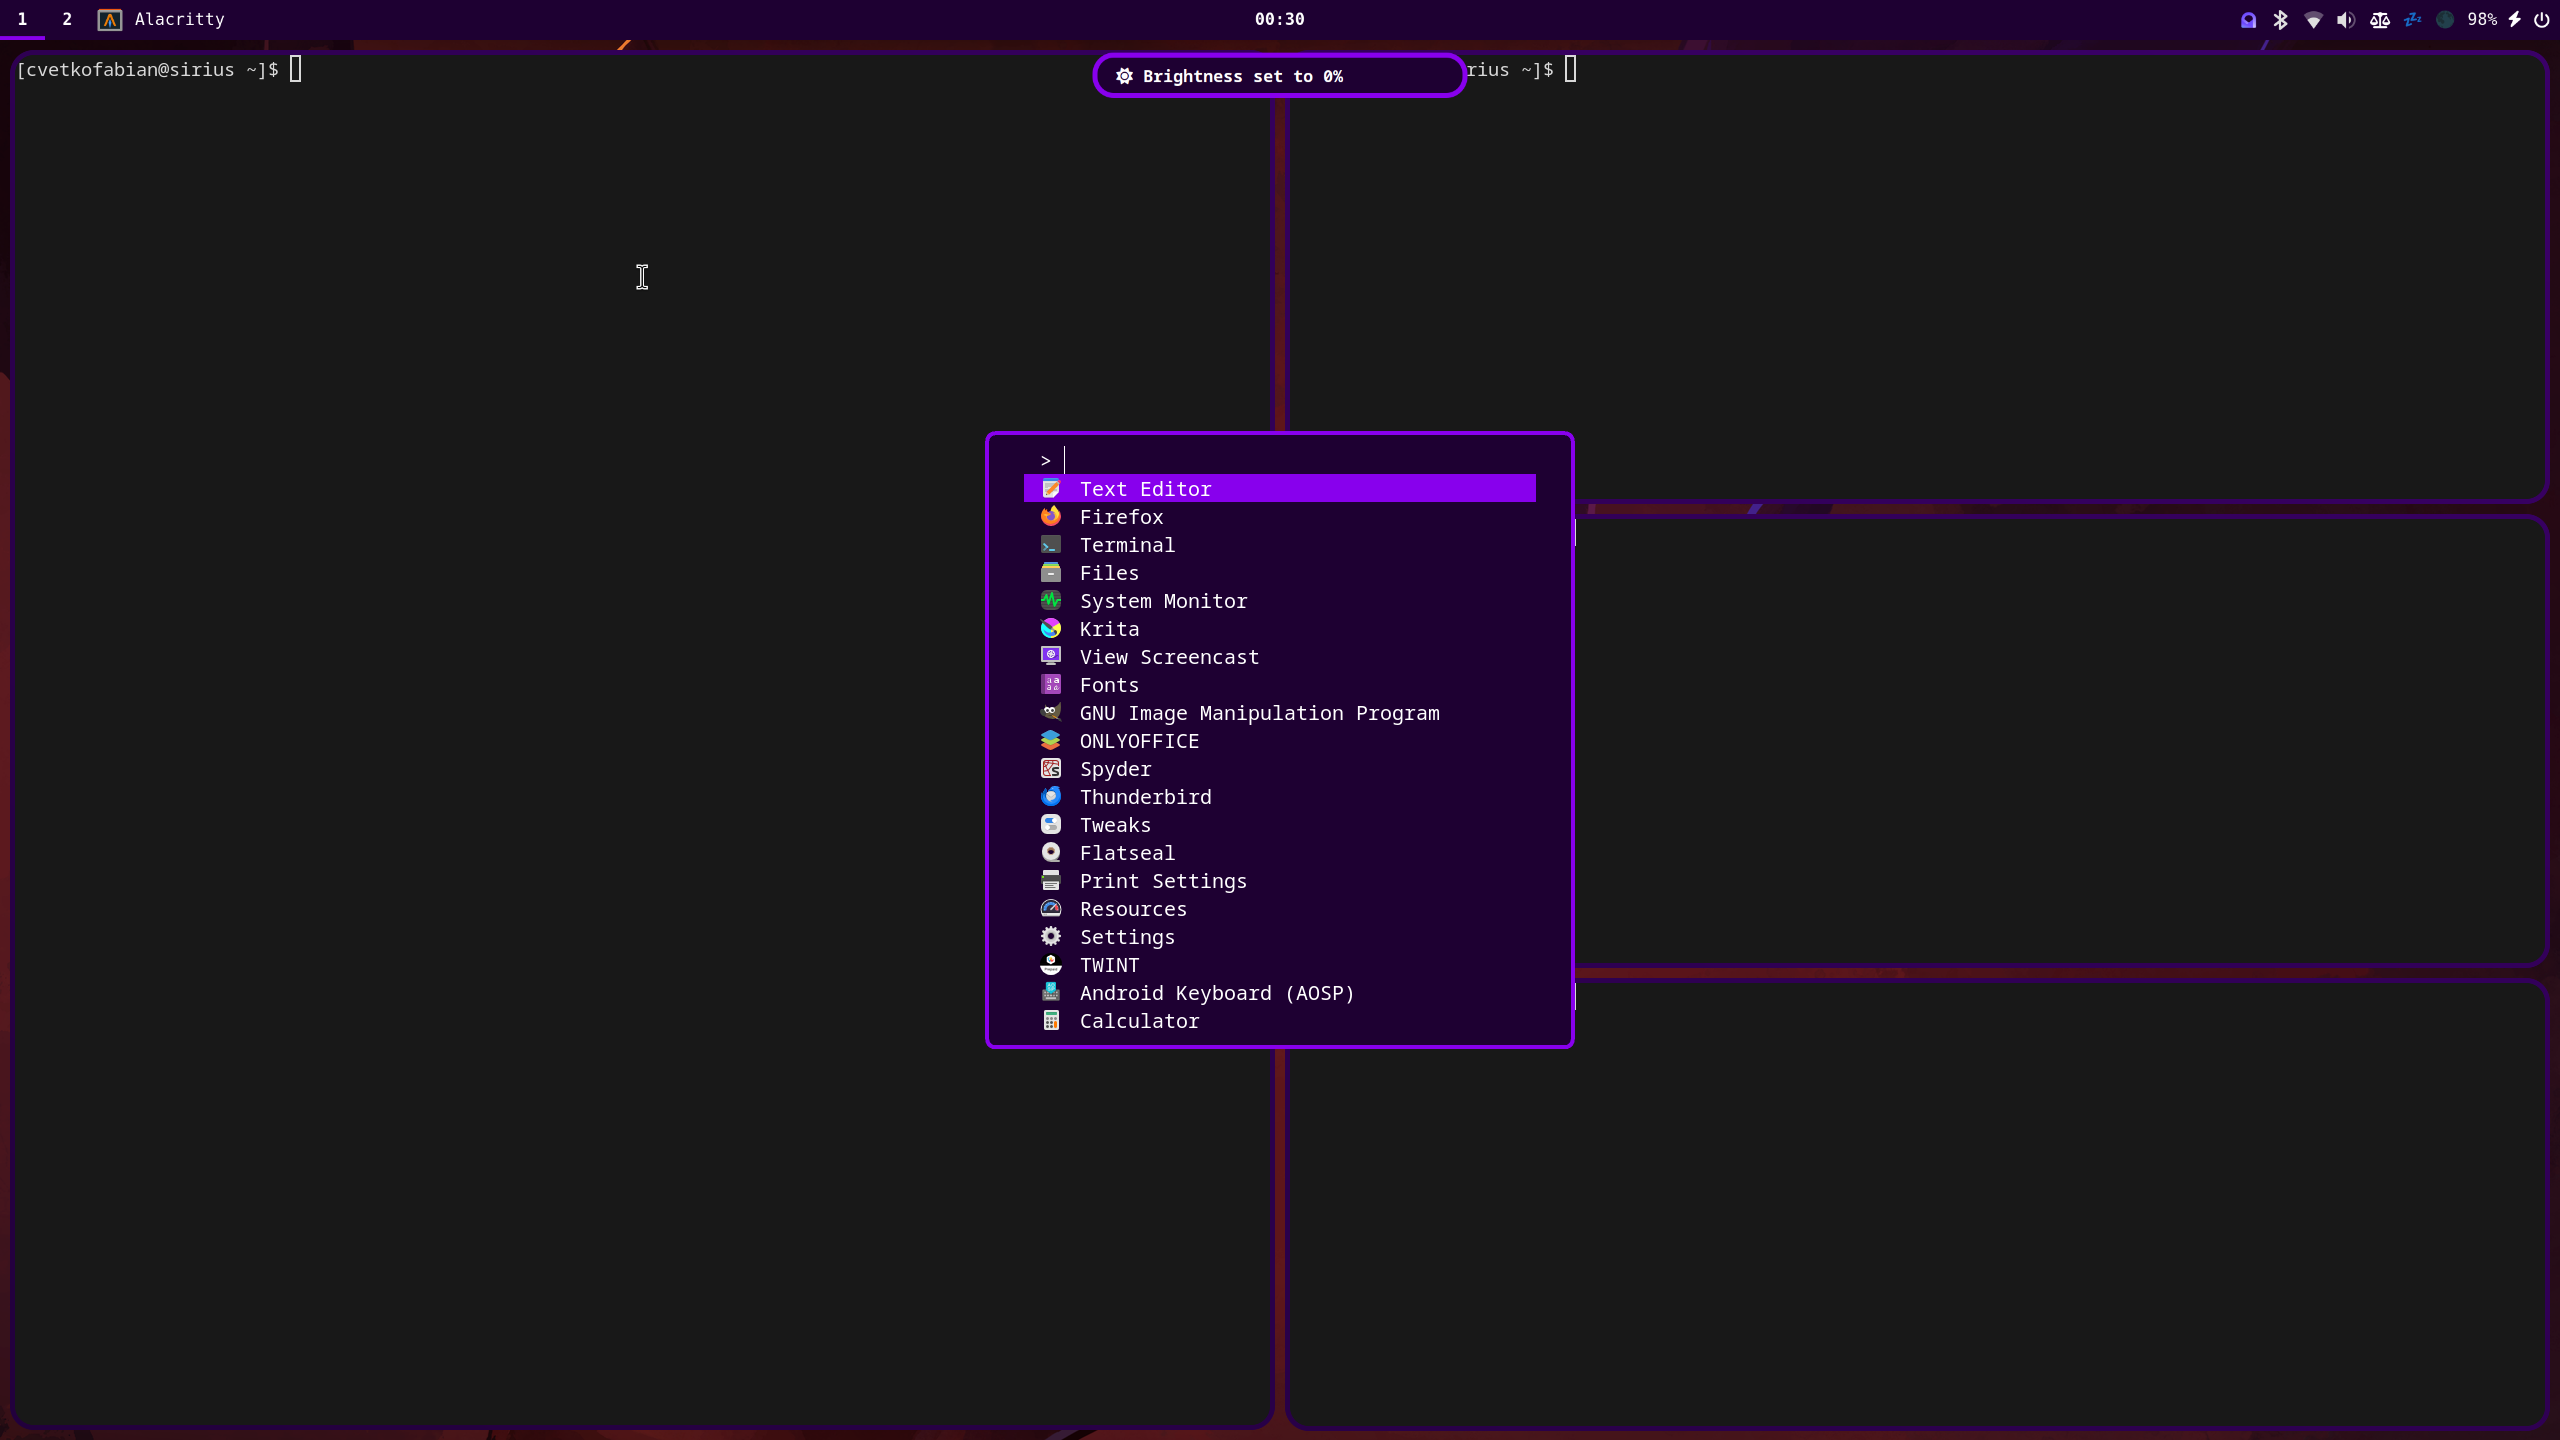 1 2 Alacritty 00:30 98%
[cvetkofabian@sirius ~]$
Brightness set to 0%
rius ~]$
>
Text Editor
Firefox
Terminal
Files
System Monitor
Krita
View Screencast
Fonts
GNU Image Manipulation Program
ONLYOFFICE
Spyder
Thunderbird
Tweaks
Flatseal
Print Settings
Resources
Settings
TWINT
Android Keyboard (AOSP)
Calculator